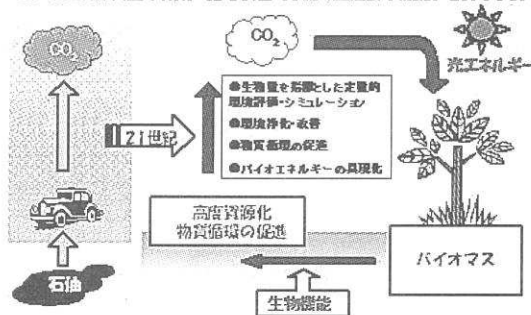 CO₂
CO₂
光エネルギー
●生物量を指標とした定量的
環境評価・シミュレーション
●環境浄化・改善
●物質循環の促進
●バイオエネルギーの具現化
21世紀
高度資源化
物質循環の促進
バイオマス
石油
生物機能